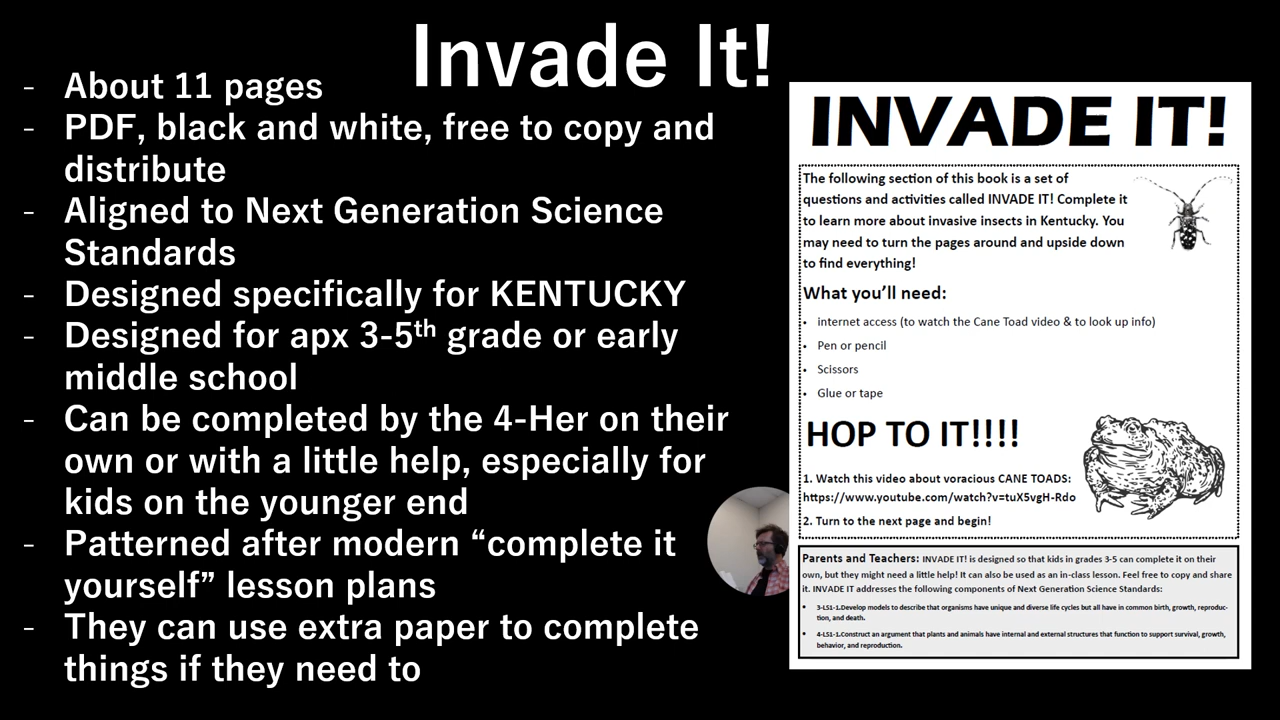 Invade It!
- About 11 pages
- PDF, black and white, free to copy and
distribute
- Aligned to Next Generation Science
Standards
- Designed specifically for KENTUCKY
- Designed for apx 3-5th grade or early
middle school
- Can be completed by the 4-Her on their
own or with a little help, especially for
kids on the younger end
- Patterned after modern “complete it
yourself” lesson plans
- They can use extra paper to complete
things if they need to
INVADE IT!
The following section of this book is a set of
questions and activities called INVADE IT! Complete it
to learn more about invasive insects in Kentucky. You
may need to turn the pages around and upside down
to find everything!
What you’ll need:
• internet access (to watch the Cane Toad video & to look up info)
• Pen or pencil
• Scissors
• Glue or tape
HOP TO IT!!!!
1. Watch this video about voracious CANE TOADS:
https://www.youtube.com/watch?v=tuX5vgH-Rdo
2. Turn to the next page and begin!
Parents and Teachers: INVADE IT! is designed so that kids in grades 3-5 can complete it on their
own, but they might need a little help! It can also be used as an in-class lesson. Feel free to copy and share
it. INVADE IT addresses the following components of Next Generation Science Standards:
• 3-LS1-1.Develop models to describe that organisms have unique and diverse life cycles but all have in common birth, growth, reproduc-
tion, and death.
• 4-LS1-1.Construct an argument that plants and animals have internal and external structures that function to support survival, growth,
behavior, and reproduction.